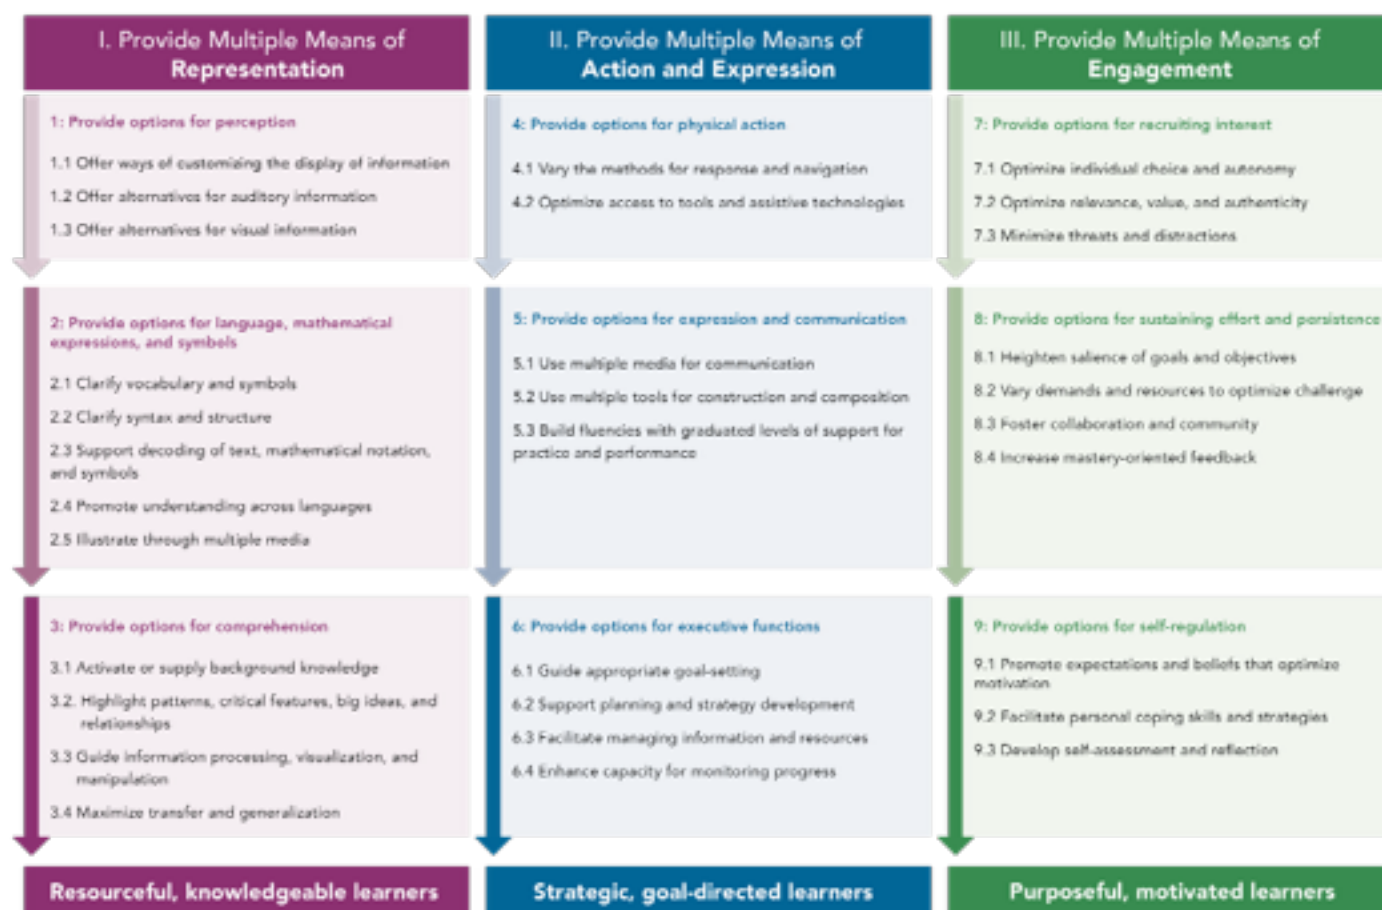 I. Provide Multiple Means of
Representation
1: Provide options for perception
1.1 Offer ways of customizing the display of information
1.2 Offer alternatives for auditory information
1.3 Offer alternatives for visual information
2: Provide options for language, mathematical
expressions, and symbols
2.1 Clarify vocabulary and symbols
2.2 Clarify syntax and structure
2.3 Support decoding of text, mathematical notation,
and symbols
2.4 Promote understanding across languages
2.5 Illustrate through multiple media
3: Provide options for comprehension
3.1 Activate or supply background knowledge
3.2. Highlight patterns, critical features, big ideas, and
relationships
3.3 Guide information processing, visualization, and
manipulation
3.4 Maximize transfer and generalization
Resourceful, knowledgeable learners
II. Provide Multiple Means of
Action and Expression
4: Provide options for physical action
4.1 Vary the methods for response and navigation
4.2 Optimize access to tools and assistive technologies
5: Provide options for expression and communication
5.1 Use multiple media for communication
5.2 Use multiple tools for construction and composition
5.3 Build fluencies with graduated levels of support for
practice and performance
6: Provide options for executive functions
6.1 Guide appropriate goal-setting
6.2 Support planning and strategy development
6.3 Facilitate managing information and resources
6.4 Enhance capacity for monitoring progress
Strategic, goal-directed learners
III. Provide Multiple Means of
Engagement
7: Provide options for recruiting interest
7.1 Optimize individual choice and autonomy
7.2 Optimize relevance, value, and authenticity
7.3 Minimize threats and distractions
8: Provide options for sustaining effort and persistence
8.1 Heighten salience of goals and objectives
8.2 Vary demands and resources to optimize challenge
8.3 Foster collaboration and community
8.4 Increase mastery-oriented feedback
9: Provide options for self-regulation
9.1 Promote expectations and beliefs that optimize
motivation
9.2 Facilitate personal coping skills and strategies
9.3 Develop self-assessment and reflection
Purposeful, motivated learners